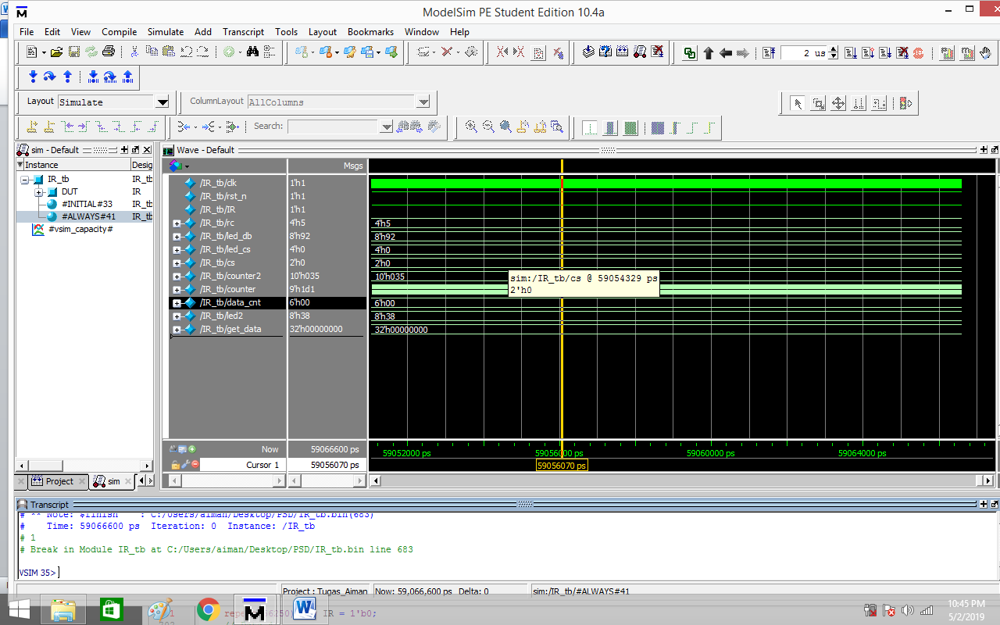 ModelSim PE Student Edition 10.4a
File Edit View Compile Simulate Add Transcript Tools Layout Bookmarks Window Help
2 us
Layout Simulate ColumnLayout AllColumns
Search:
sim - Default
Wave - Default
Instance Desig
Msgs
IR_tb IR_tb
DUT IR
#INITIAL#33 IR_tb
#ALWAYS#41 IR_tb
#vsim_capacity#
/IR_tb/clk 1'h1
/IR_tb/rst_n 1'h1
/IR_tb/IR 1'h1
/IR_tb/rc 4'h5 4'h5
/IR_tb/led_db 8'h92 8'h92
/IR_tb/led_cs 4'h0 4'h0
/IR_tb/cs 2'h0 2'h0
/IR_tb/counter2 10'h035 10'h035
/IR_tb/counter 9'h1d1
/IR_tb/data_cnt 6'h00 6'h00
/IR_tb/led2 8'h38 8'h38
/IR_tb/get_data 32'h00000000 32'h00000000
sim:/IR_tb/cs @ 59054329 ps
2'h0
Now 59066600 ps 59052000 ps 59056000 ps 59060000 ps 59064000 ps
Cursor 1 59056070 ps 59056070 ps
Project sim
Transcript
# ** Note: $finish : C:/Users/aiman/Desktop/PSD/IR_tb.bin(683)
# Time: 59066600 ps Iteration: 0 Instance: /IR_tb
# 1
# Break in Module IR_tb at C:/Users/aiman/Desktop/PSD/IR_tb.bin line 683
VSIM 35>
Project : Tugas_Aiman Now: 59,066,600 ps Delta: 0 sim:/IR_tb/#ALWAYS#41
IR = 1'b0;
10:45 PM
5/2/2019